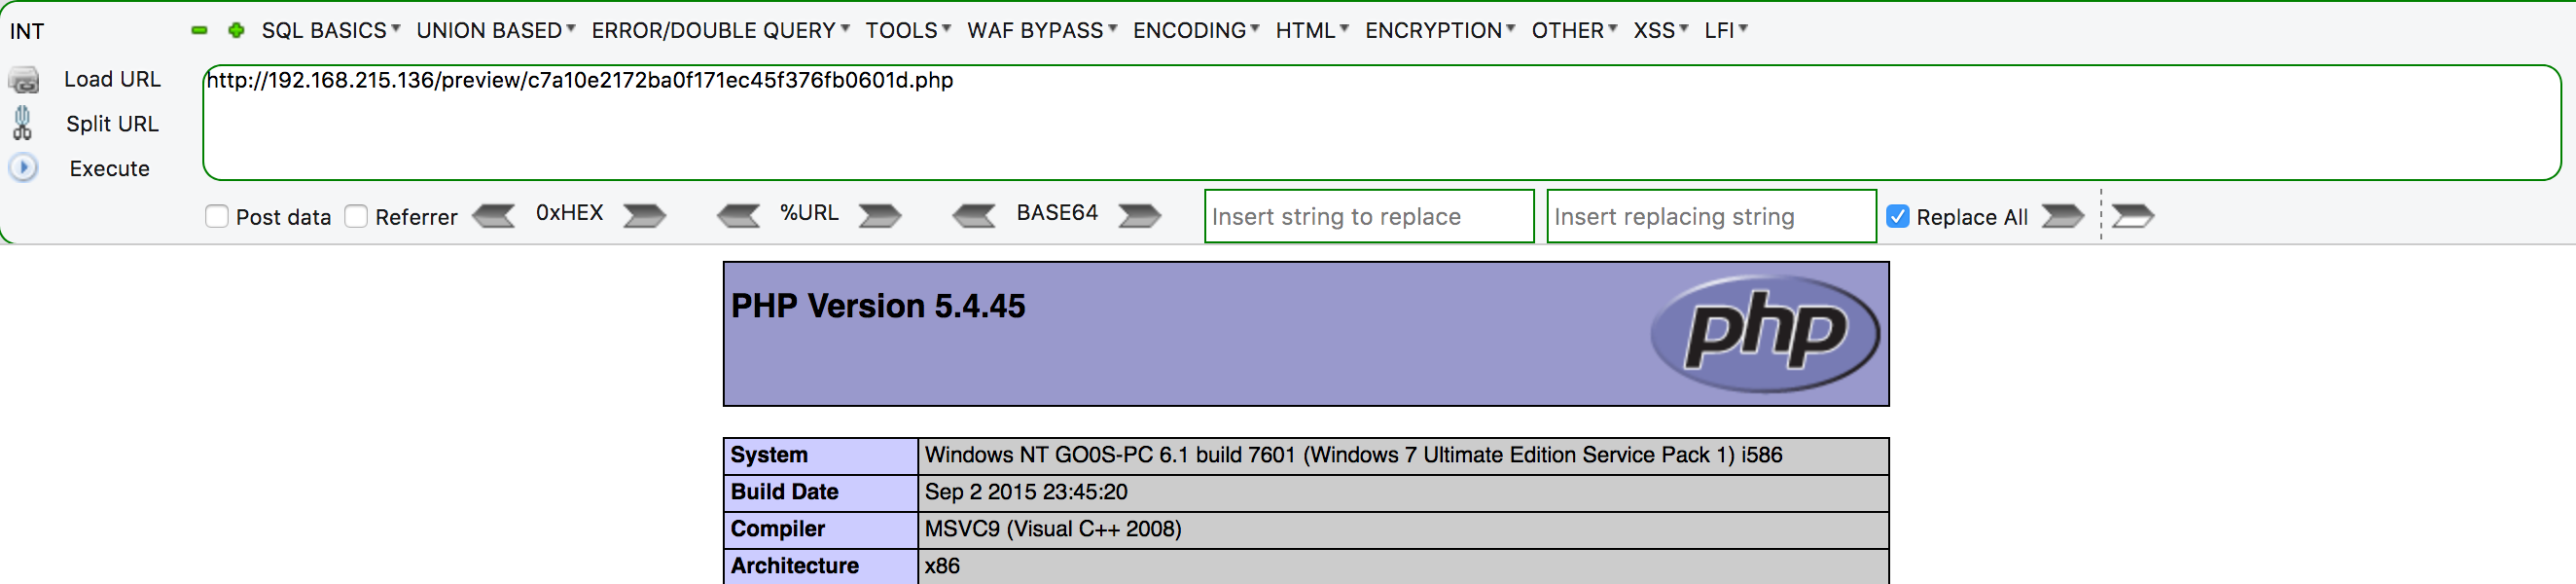 INT SQL BASICS UNION BASED ERROR/DOUBLE QUERY TOOLS WAF BYPASS ENCODING HTML ENCRYPTION OTHER XSS LFI
Load URL http://192.168.215.136/preview/c7a10e2172ba0f171ec45f376fb0601d.php
Split URL
Execute
Post data Referrer 0xHEX %URL BASE64 Insert string to replace Insert replacing string Replace All
PHP Version 5.4.45
php
System Windows NT GO0S-PC 6.1 build 7601 (Windows 7 Ultimate Edition Service Pack 1) i586
Build Date Sep 2 2015 23:45:20
Compiler MSVC9 (Visual C++ 2008)
Architecture x86